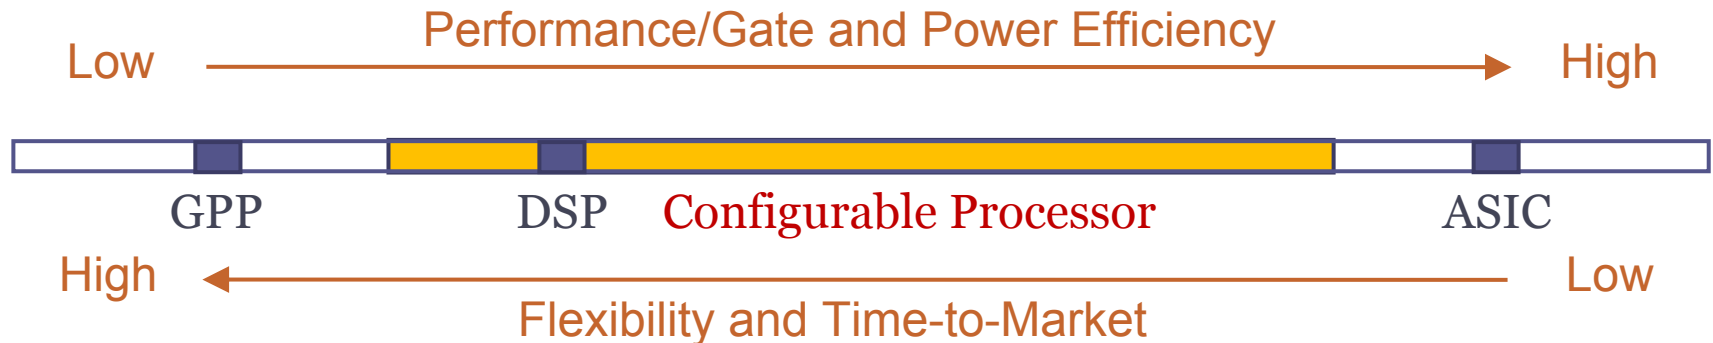 Performance/Gate and Power Efficiency
Low
High
GPP
DSP
Configurable Processor
ASIC
High
Low
Flexibility and Time-to-Market